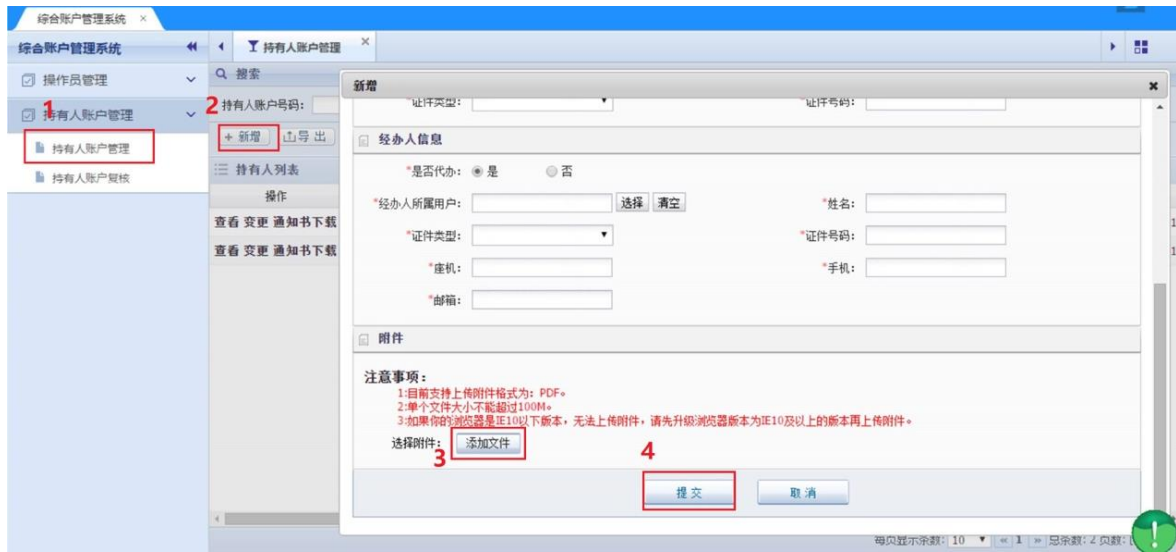 综合账户管理系统 ×
综合账户管理系统
持有人账户管理 ×
操作员管理
1
持有人账户管理
持有人账户管理
持有人账户复核
搜索
2
持有人账户号码:
+ 新增 导出
持有人列表
操作
查看 变更 通知书下载
查看 变更 通知书下载
新增
证件类型: 证件号码:
经办人信息
*是否代办: 是 否
*经办人所属用户: 选择 清空 *姓名:
*证件类型: *证件号码:
*座机: *手机:
*邮箱:
附件
注意事项:
1:目前支持上传附件格式为: PDF。
2:单个文件大小不能超过100M。
3:如果你的浏览器是IE10以下版本, 无法上传附件, 请先升级浏览器版本为IE10及以上的版本再上传附件。
选择附件: 添加文件
3
4
提交 取消
每页显示条数: 10 « 1 » 总条数: 2 页数: